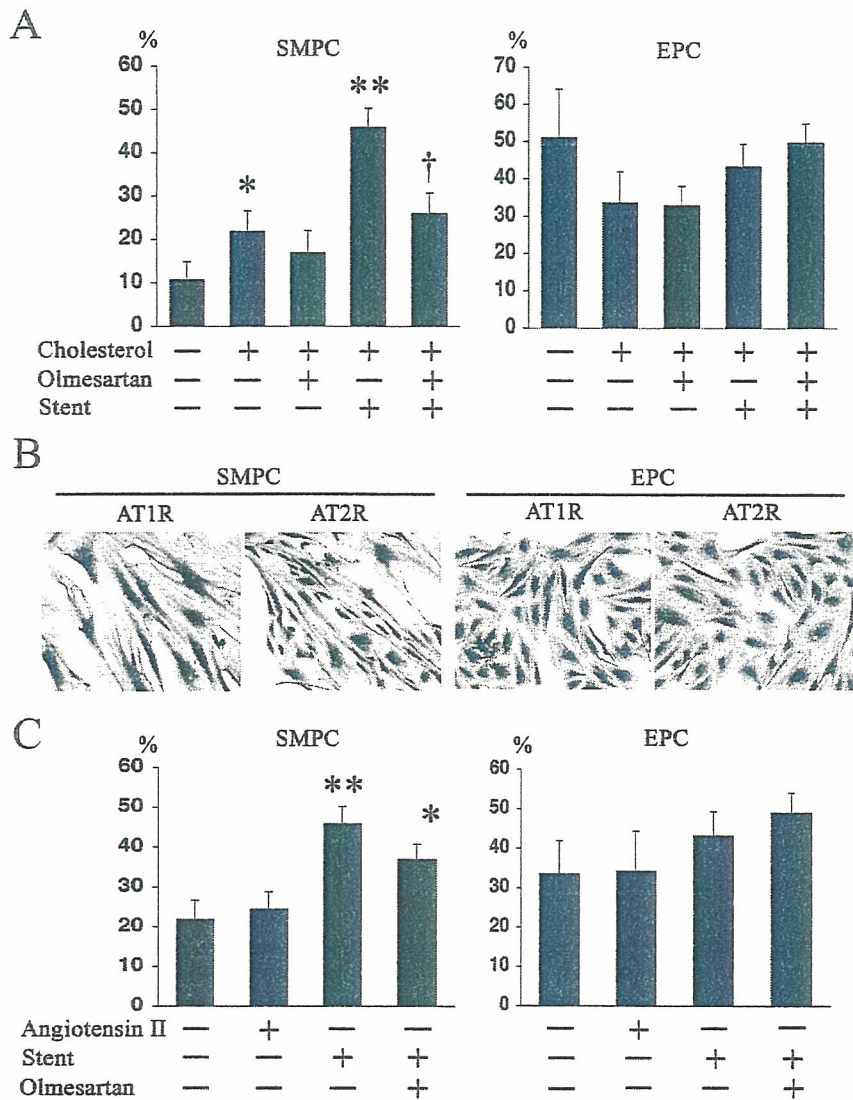 A
% SMPC
60
50
40
30
20
10
0
* ** †
% EPC
70
60
50
40
30
20
10
0
Cholesterol − + + + + − + + + +
Olmesartan − − + − + − − + − +
Stent − − − + + − − − + +
B
SMPC EPC
AT1R AT2R AT1R AT2R
C
% SMPC
60
50
40
30
20
10
0
** *
% EPC
60
50
40
30
20
10
0
Angiotensin II − + − − − + − −
Stent − − + + − − + +
Olmesartan − − − + − − − +